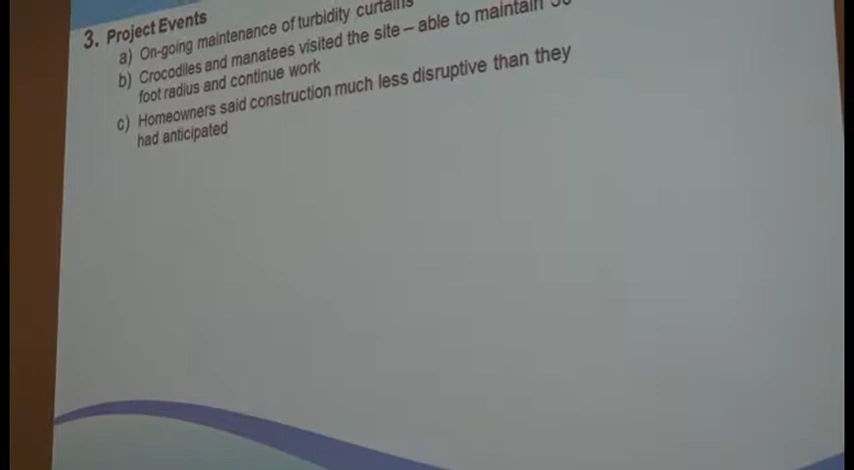 3. Project Events
a) On-going maintenance of turbidity curtains
b) Crocodiles and manatees visited the site – able to maintain
foot radius and continue work
c) Homeowners said construction much less disruptive than they
had anticipated